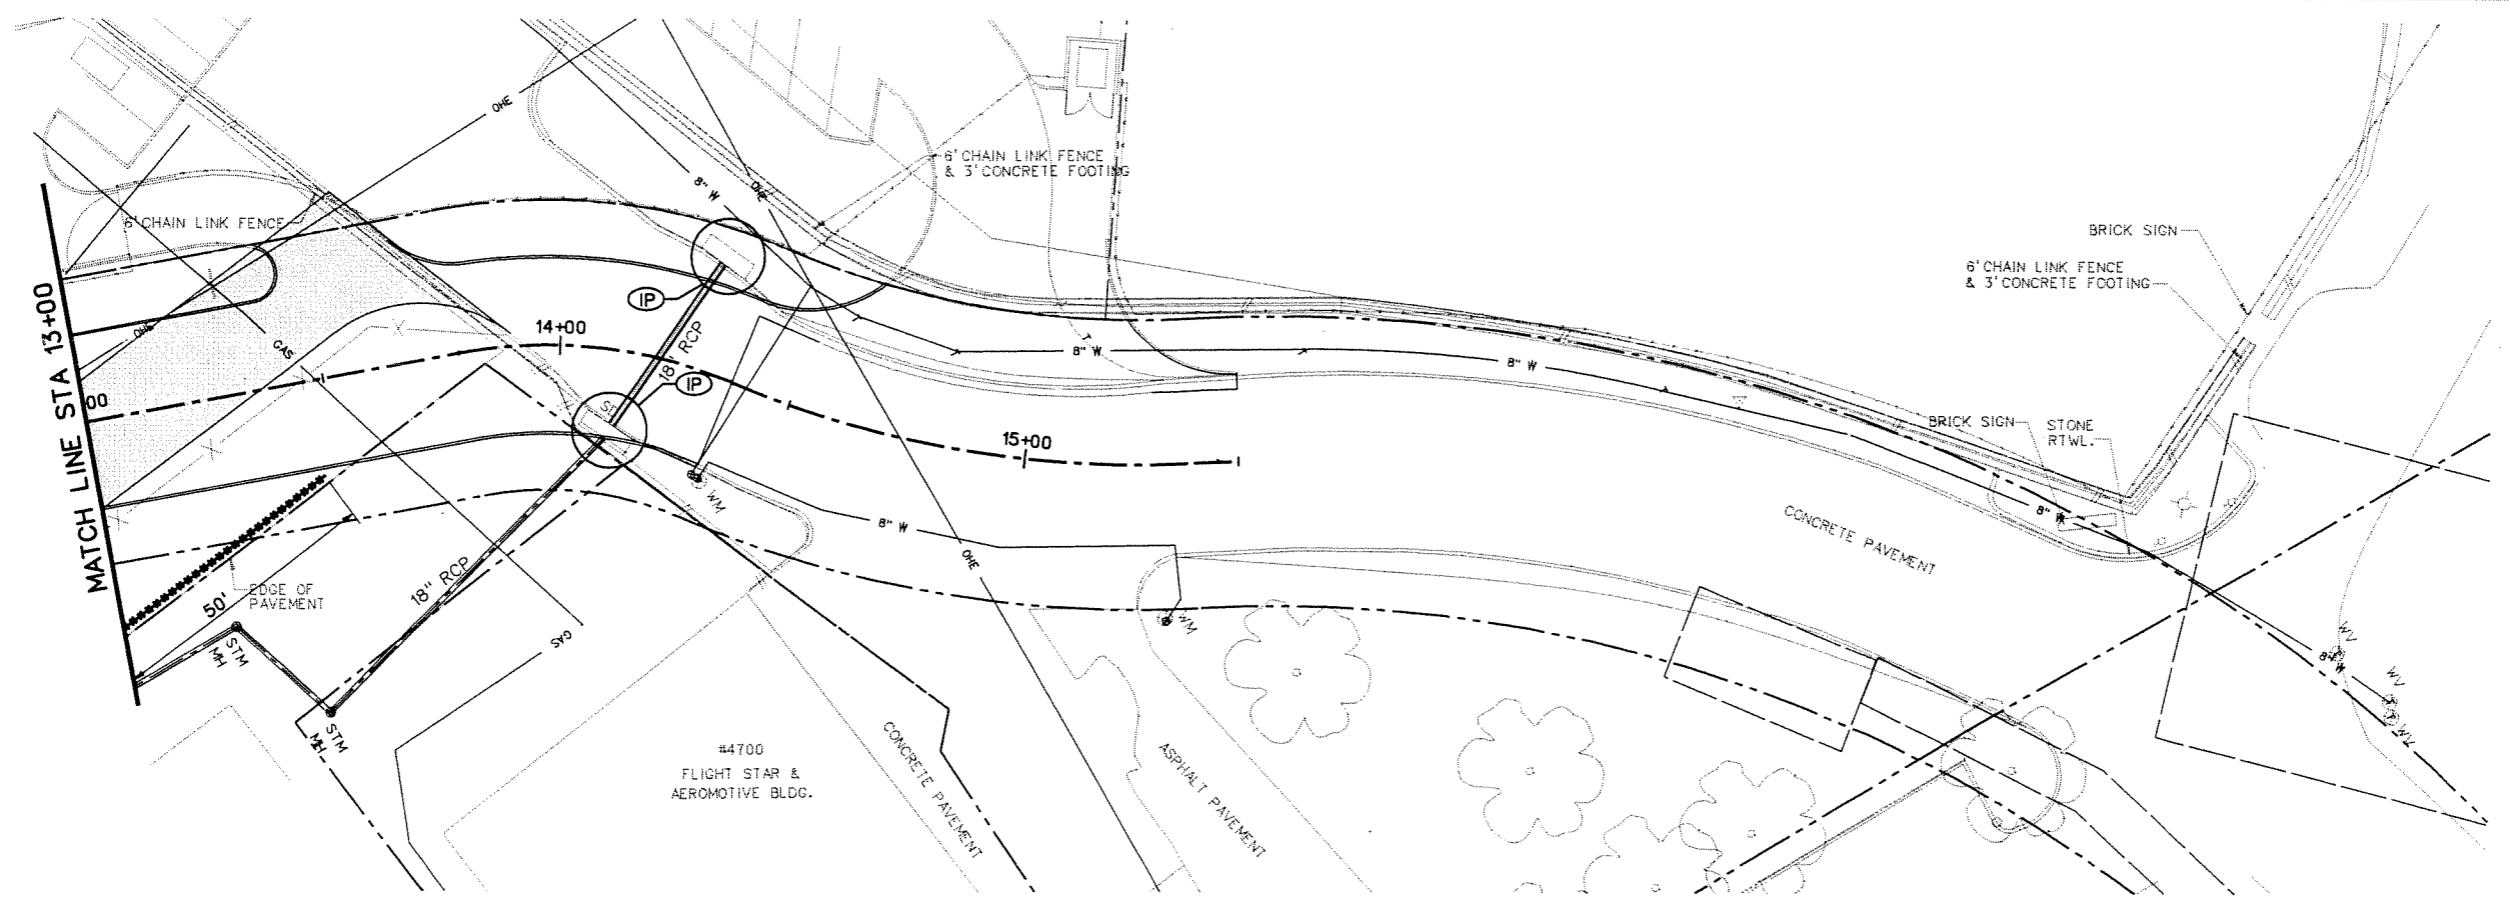 OHE
6' CHAIN LINK FENCE
& 3' CONCRETE FOOTING
8" W
OHE
6' CHAIN LINK FENCE
BRICK SIGN
6' CHAIN LINK FENCE
& 3' CONCRETE FOOTING
IP
OHE
14+00
18" RCP
GAS
8" W
8" W
IP
MATCH LINE STA 13+00
00
BRICK SIGN
STONE
RTWL.
15+00
WM
8" W
8" W
CONCRETE PAVEMENT
OHE
18" RCP
EDGE OF
PAVEMENT
50'
WM
GAS
STM
MH
WV
8" W
WV
WV
STM
MH
#4700
FLIGHT STAR &
AEROMOTIVE BLDG.
CONCRETE PAVEMENT
ASPHALT PAVEMENT